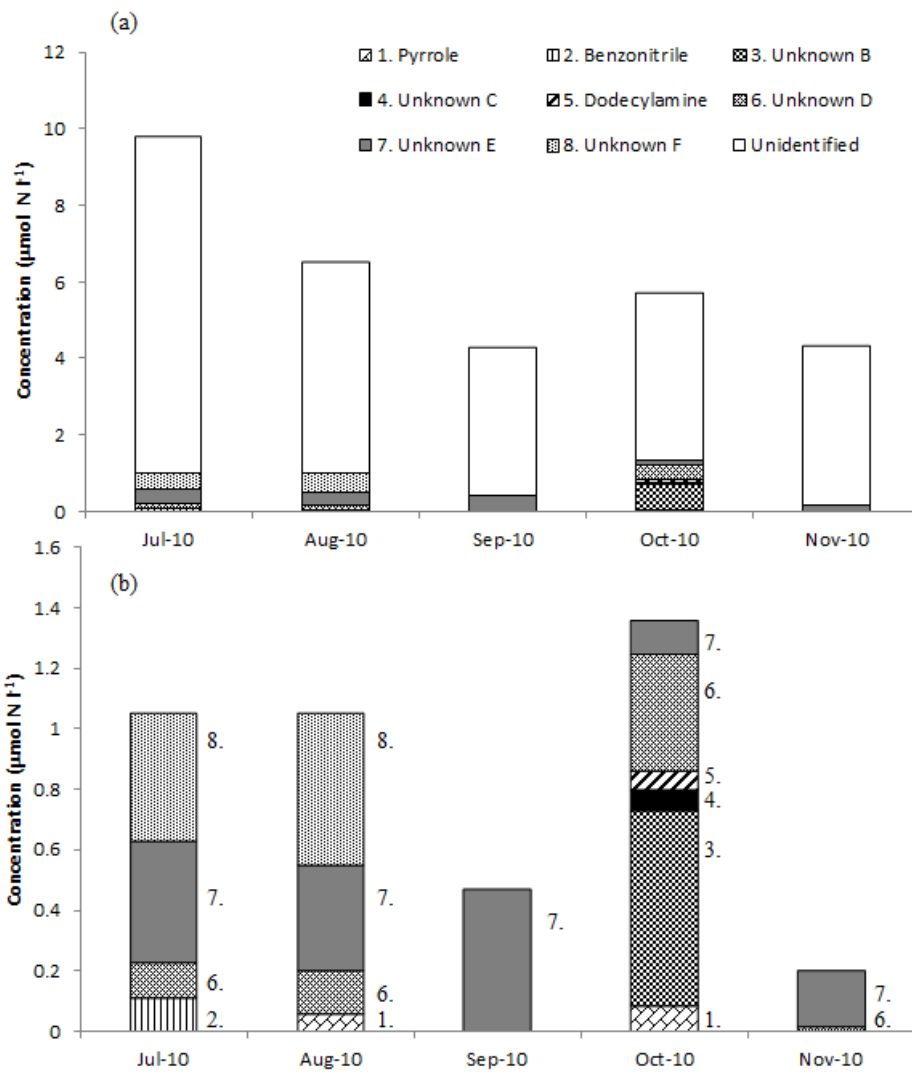 (a)
Concentration (µmol N l⁻¹)
12
10
8
6
4
2
0
1. Pyrrole
2. Benzonitrile
3. Unknown B
4. Unknown C
5. Dodecylamine
6. Unknown D
7. Unknown E
8. Unknown F
Unidentified
Jul-10
Aug-10
Sep-10
Oct-10
Nov-10
(b)
Concentration (µmol N l⁻¹)
1.6
1.4
1.2
1
0.8
0.6
0.4
0.2
0
8.
7.
6.
2.
8.
7.
6.
1.
7.
7.
6.
5.
4.
3.
1.
7.
6.
Jul-10
Aug-10
Sep-10
Oct-10
Nov-10